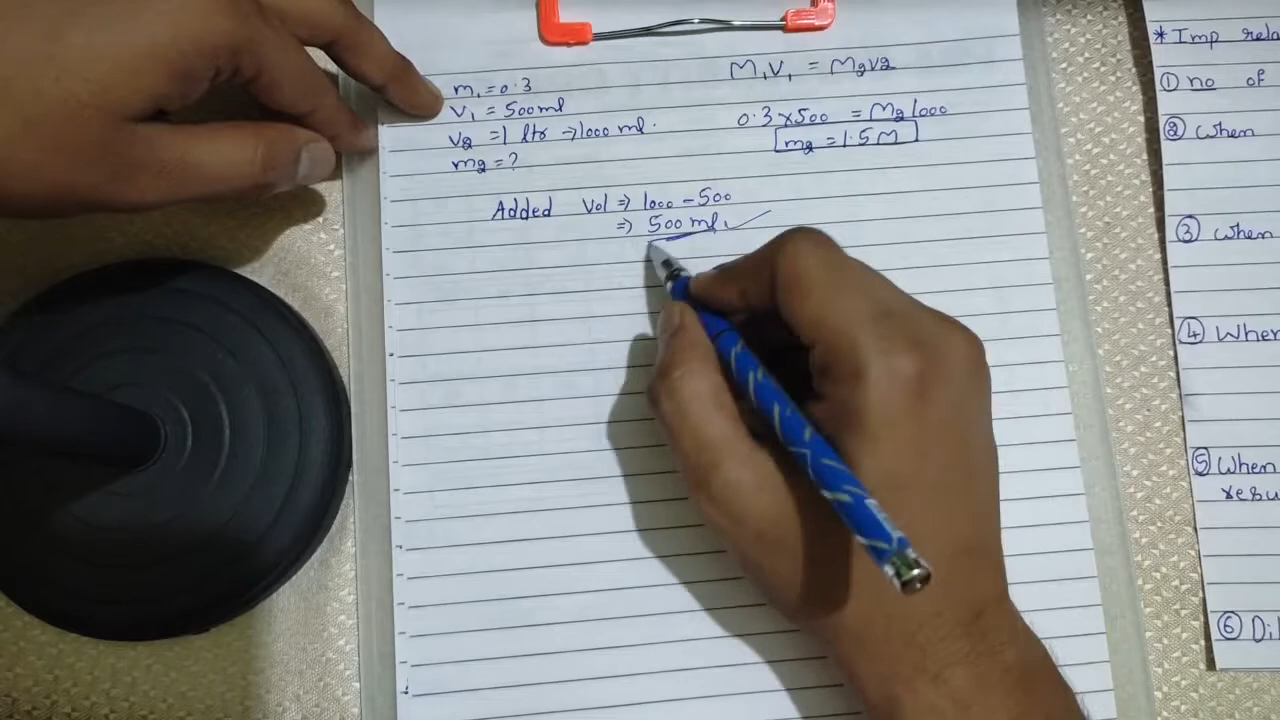 m₁ = 0.3
V₁ = 500 ml
V₂ = 1 ltr → 1000 ml.
m₂ = ?
M₁V₁ = M₂V₂
0.3 × 500 = M₂ 1000
m₂ = 1.5 M
Added Vol ⇒ 1000 - 500
⇒ 500 ml. ✓
* Imp rela
① no of
② When
③ When
④ When
⑤ When
resu
⑥ Dil